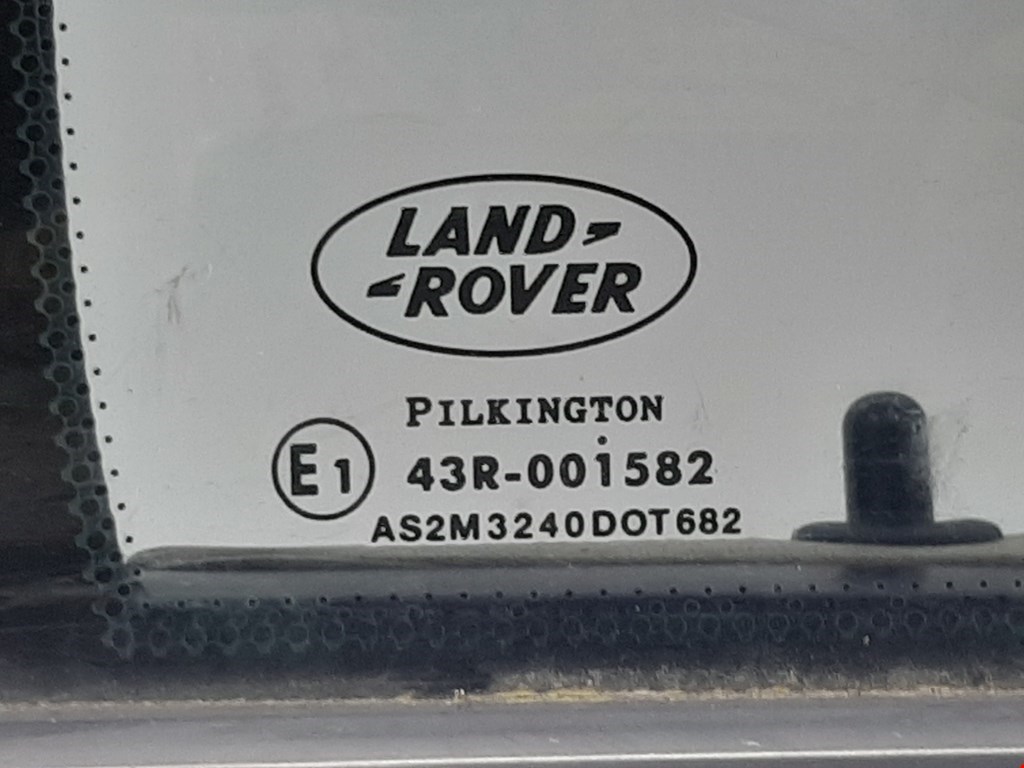 LAND
ROVER
PILKINGTON
E1 43R-001582
AS2M3240DOT682